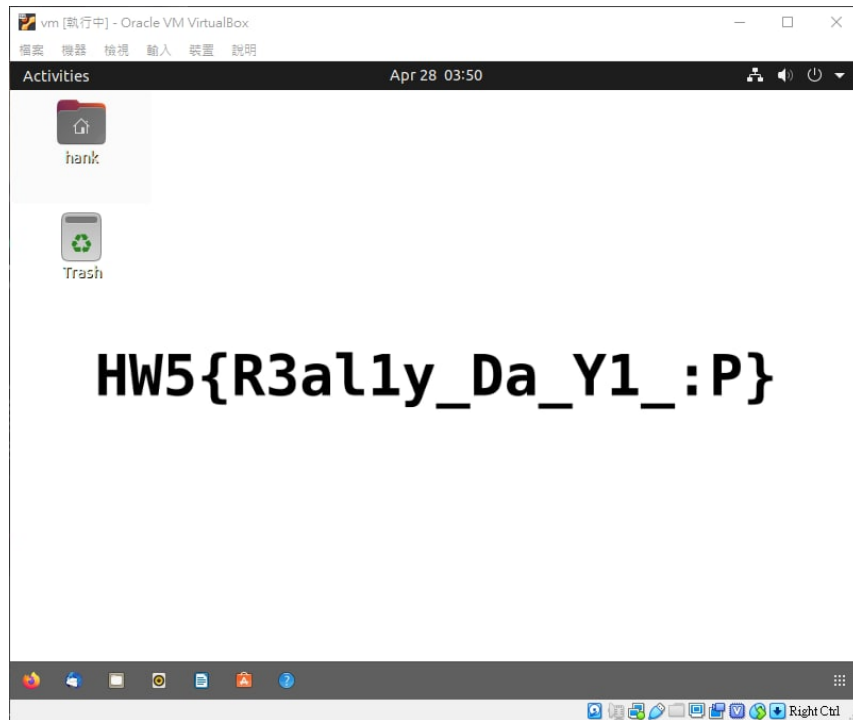 vm [執行中] - Oracle VM VirtualBox
檔案 機器 檢視 輸入 裝置 說明
Activities Apr 28 03:50
hank
Trash
HW5{R3al1y_Da_Y1_:P}
Right Ctrl